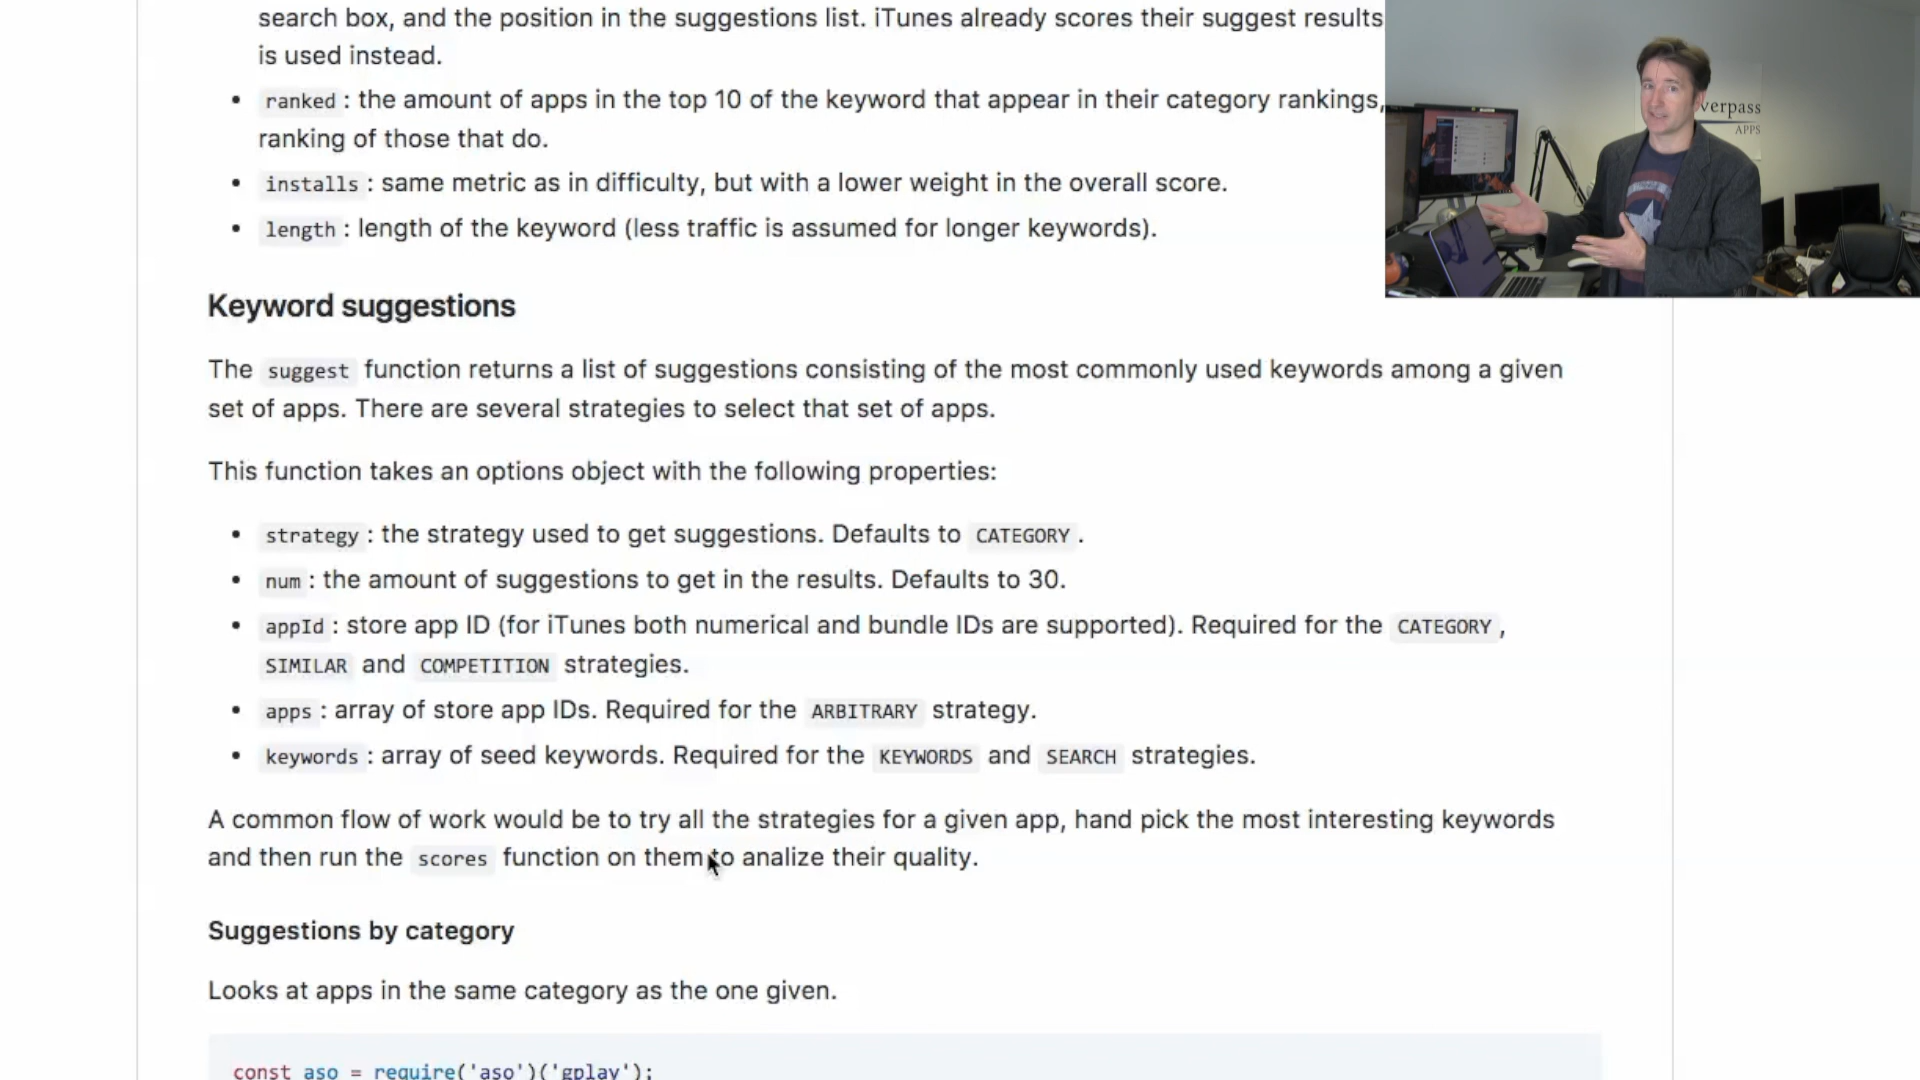 search box, and the position in the suggestions list. iTunes already scores their suggest results
is used instead.
• ranked : the amount of apps in the top 10 of the keyword that appear in their category rankings,
ranking of those that do.
• installs : same metric as in difficulty, but with a lower weight in the overall score.
• length : length of the keyword (less traffic is assumed for longer keywords).
verpass
APPS
Keyword suggestions
The suggest function returns a list of suggestions consisting of the most commonly used keywords among a given
set of apps. There are several strategies to select that set of apps.
This function takes an options object with the following properties:
• strategy : the strategy used to get suggestions. Defaults to CATEGORY .
• num : the amount of suggestions to get in the results. Defaults to 30.
• appId : store app ID (for iTunes both numerical and bundle IDs are supported). Required for the CATEGORY ,
SIMILAR and COMPETITION strategies.
• apps : array of store app IDs. Required for the ARBITRARY strategy.
• keywords : array of seed keywords. Required for the KEYWORDS and SEARCH strategies.
A common flow of work would be to try all the strategies for a given app, hand pick the most interesting keywords
and then run the scores function on them to analize their quality.
Suggestions by category
Looks at apps in the same category as the one given.
const aso = require('aso')('gplay');